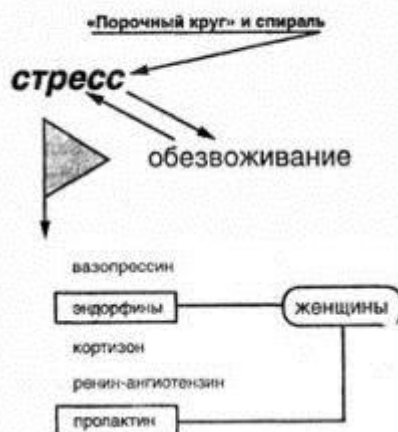 «Порочный круг» и спираль
стресс
обезвоживание
вазопрессин
эндорфины
женщины
кортизон
ренин-ангиотензин
пролактин